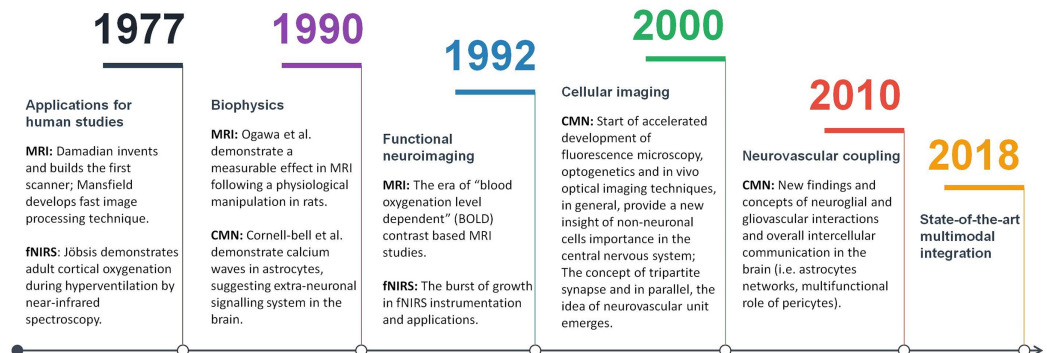 1977
Applications for
human studies
MRI: Damadian invents
and builds the first
scanner; Mansfield
develops fast image
processing technique.
fNIRS: Jöbsis demonstrates
adult cortical oxygenation
during hyperventilation by
near-infrared
spectroscopy.
1990
Biophysics
MRI: Ogawa et al.
demonstrate a
measurable effect in MRI
following a physiological
manipulation in rats.
CMN: Cornell-bell et al.
demonstrate calcium
waves in astrocytes,
suggesting extra-neuronal
signalling system in the
brain.
1992
Functional
neuroimaging
MRI: The era of “blood
oxygenation level
dependent” (BOLD)
contrast based MRI
studies.
fNIRS: The burst of growth
in fNIRS instrumentation
and applications.
2000
Cellular imaging
CMN: Start of accelerated
development of
fluorescence microscopy,
optogenetics and in vivo
optical imaging techniques,
in general, provide a new
insight of non-neuronal
cells importance in the
central nervous system;
The concept of tripartite
synapse and in parallel, the
idea of neurovascular unit
emerges.
2010
Neurovascular coupling
CMN: New findings and
concepts of neuroglial and
gliovascular interactions
and overall intercellular
communication in the
brain (i.e. astrocytes
networks, multifunctional
role of pericytes).
2018
State-of-the-art
multimodal
integration